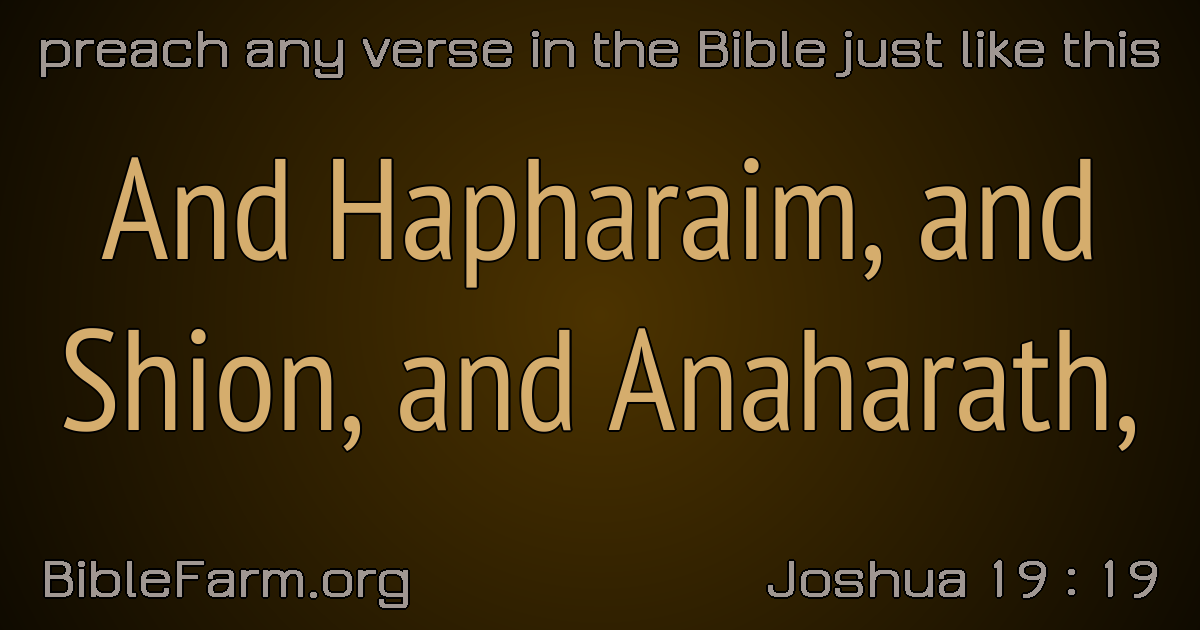 preach any verse in the Bible just like this
And Hapharaim, and
Shion, and Anaharath,
BibleFarm.org
Joshua 19 : 19